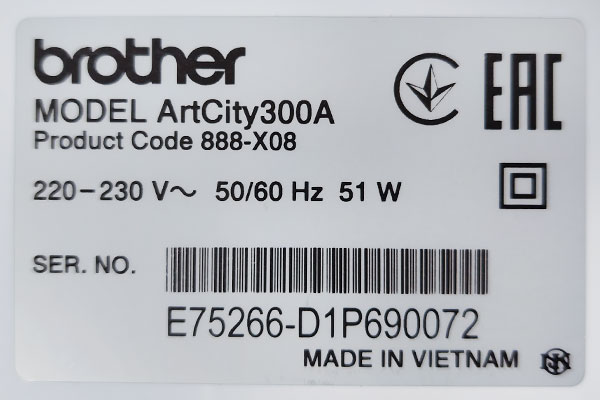 brother
MODEL ArtCity300A
Product Code 888-X08
EAC
220-230 V～ 50/60 Hz 51 W
SER. NO.
E75266-D1P690072
MADE IN VIETNAM